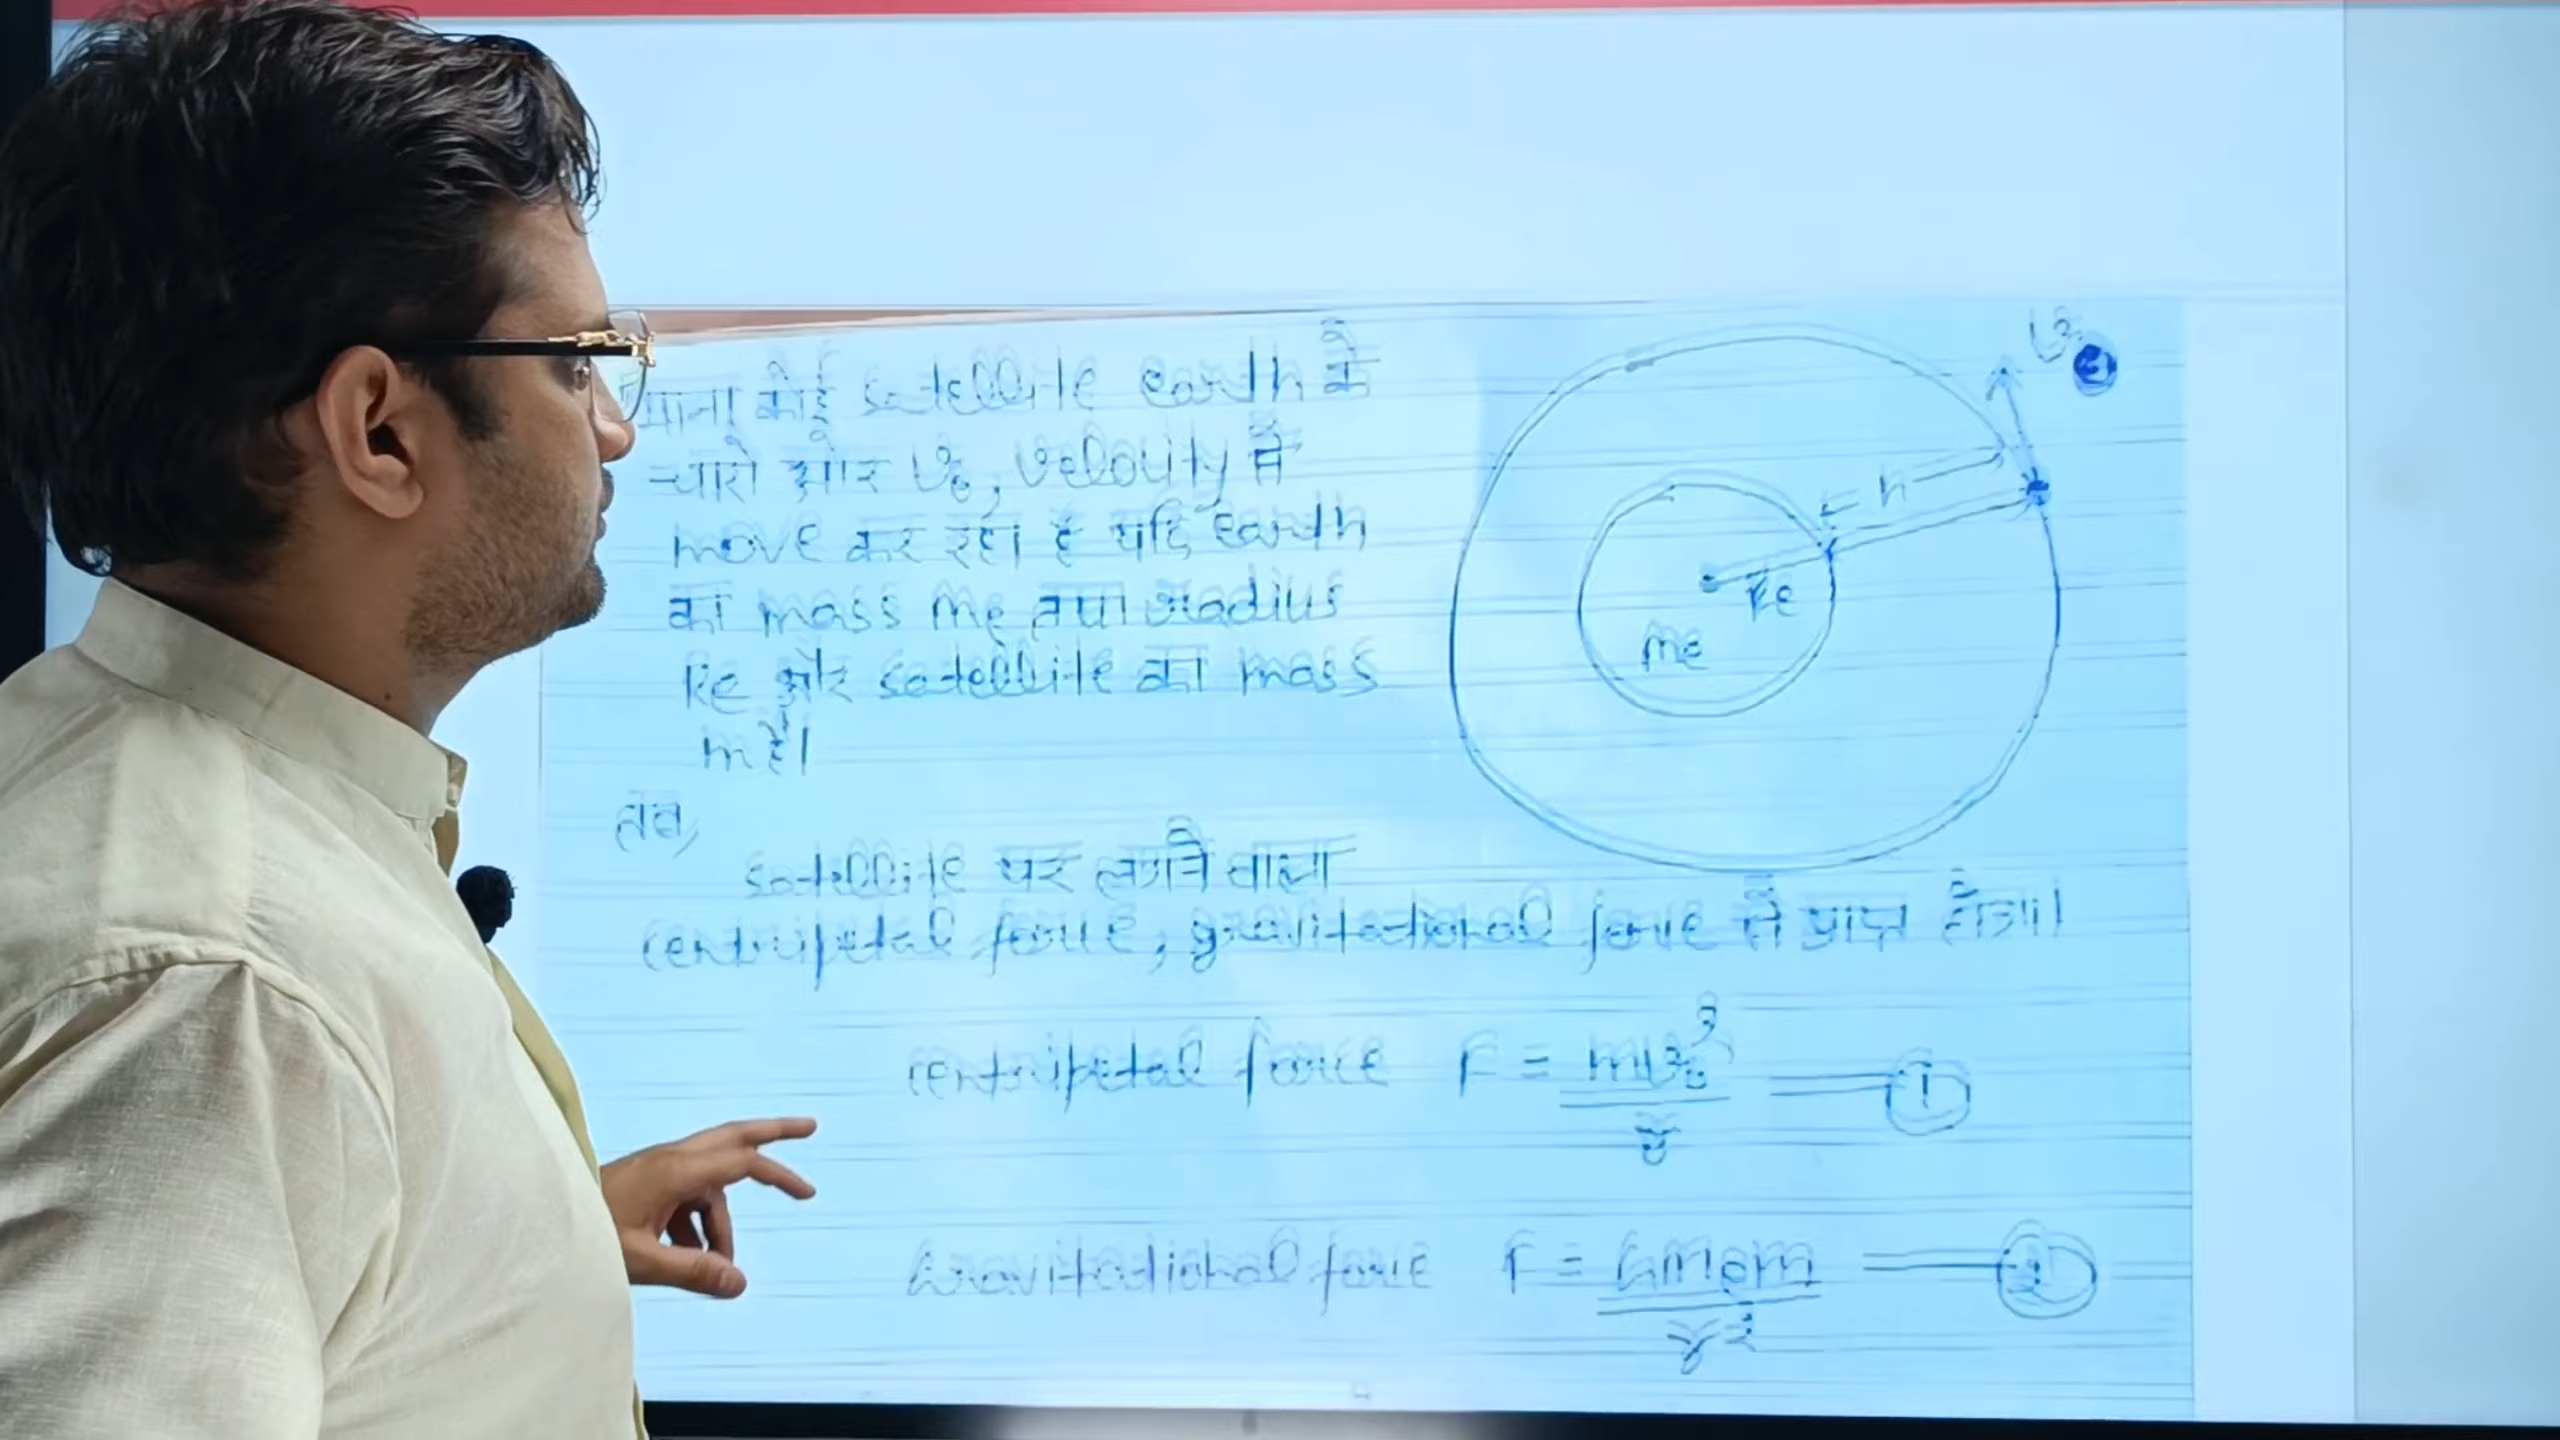 माना कोई satellite earth के
चारो ओर v₀, velocity से
move कर रहा है यदि earth
का mass me तथा radius
Re और satellite का mass
m है।
तब,
satellite पर लगने वाला
centripetal force, gravitational force से प्राप्त होगा।
centripetal force F = mv₀²/r — ①
Gravitational force F = Gmem/r² — ②
v₀
h
Re
me